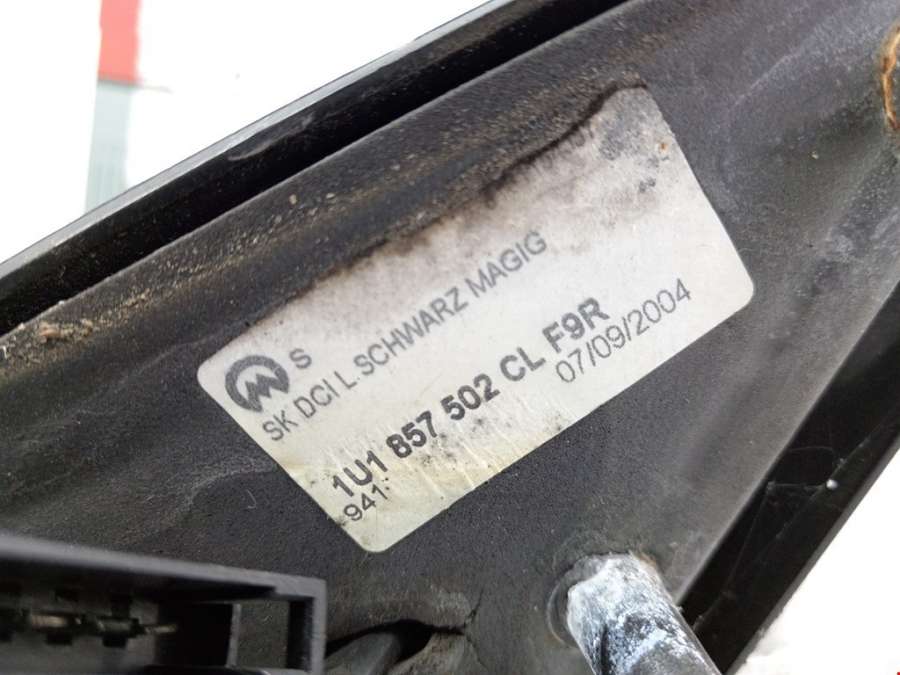 S
SK DCI L. SCHWARZ MAGIG
1U1 857 502 CL F9R
941 07/09/2004